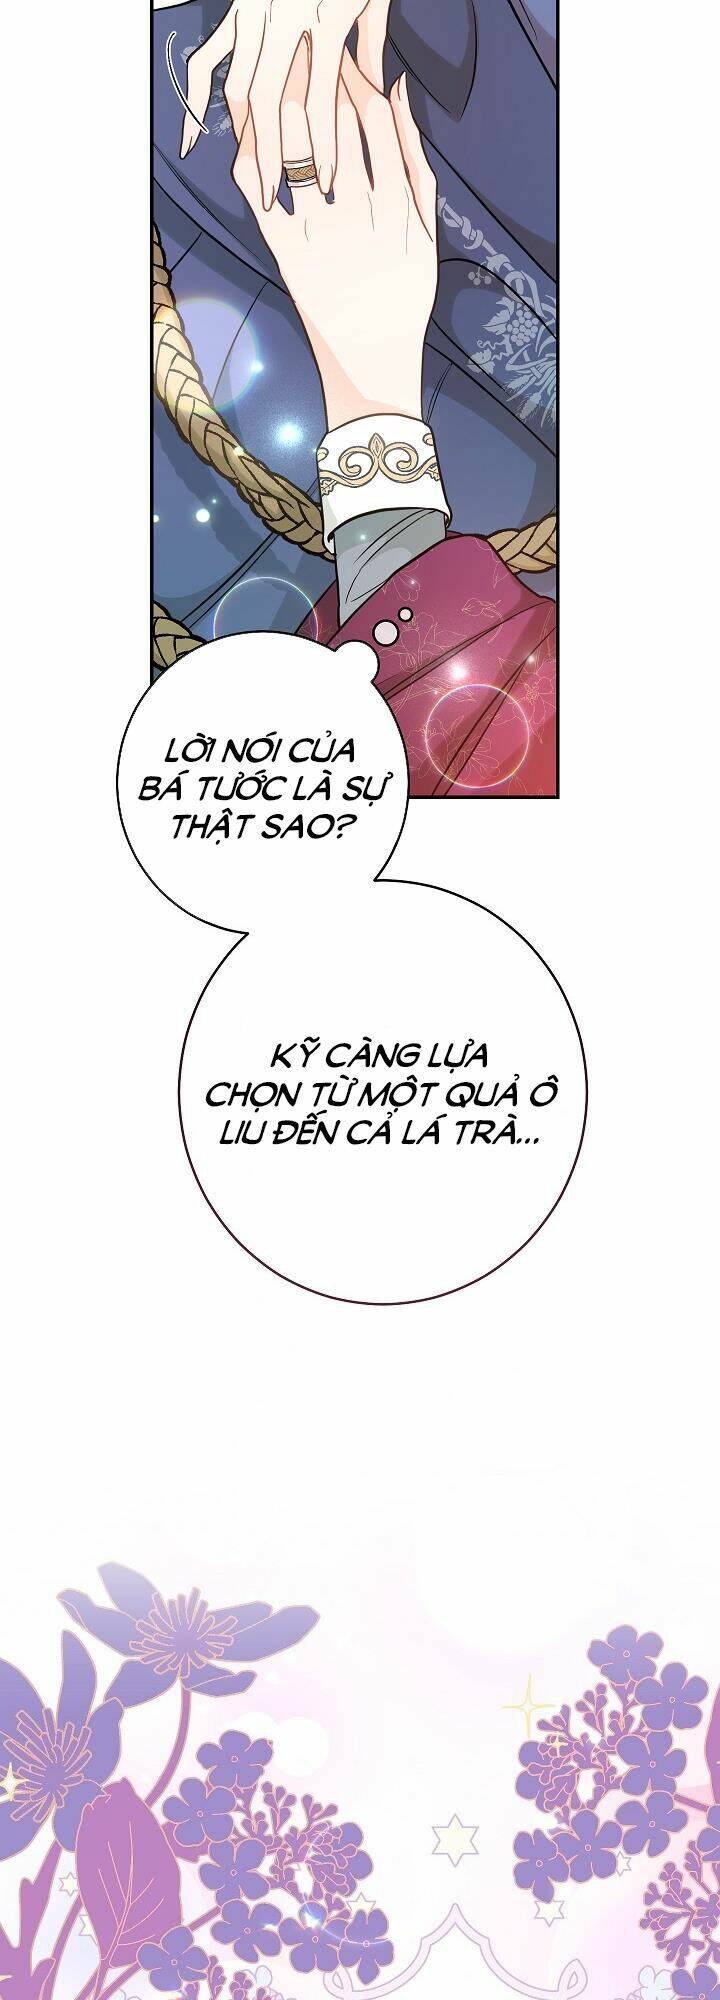 LỜI NÓI CỦA
BÁ TƯỚC LÀ SỰ
THẬT SAO?
KỸ CÀNG LỰA
CHỌN TỪ MỘT QUẢ Ô
LIU ĐẾN CẢ LÁ TRÀ...